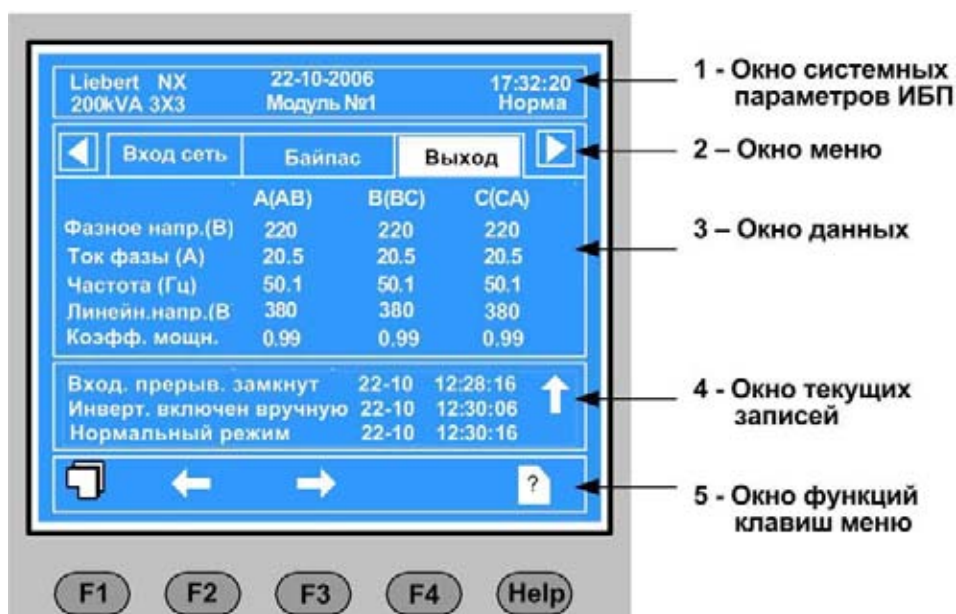 Liebert NX 22-10-2006 17:32:20
200kVA 3X3 Модуль №1 Норма
Вход сеть Байпас Выход
A(AB) B(BC) C(CA)
Фазное напр.(В) 220 220 220
Ток фазы (А) 20.5 20.5 20.5
Частота (Гц) 50.1 50.1 50.1
Линейн.напр.(В 380 380 380
Коэфф. мощн. 0.99 0.99 0.99
Вход. прерыв. замкнут 22-10 12:28:16
Инверт. включен вручную 22-10 12:30:06
Нормальный режим 22-10 12:30:16
?
F1 F2 F3 F4 Help
1 - Окно системных
параметров ИБП
2 – Окно меню
3 – Окно данных
4 - Окно текущих
записей
5 - Окно функций
клавиш меню